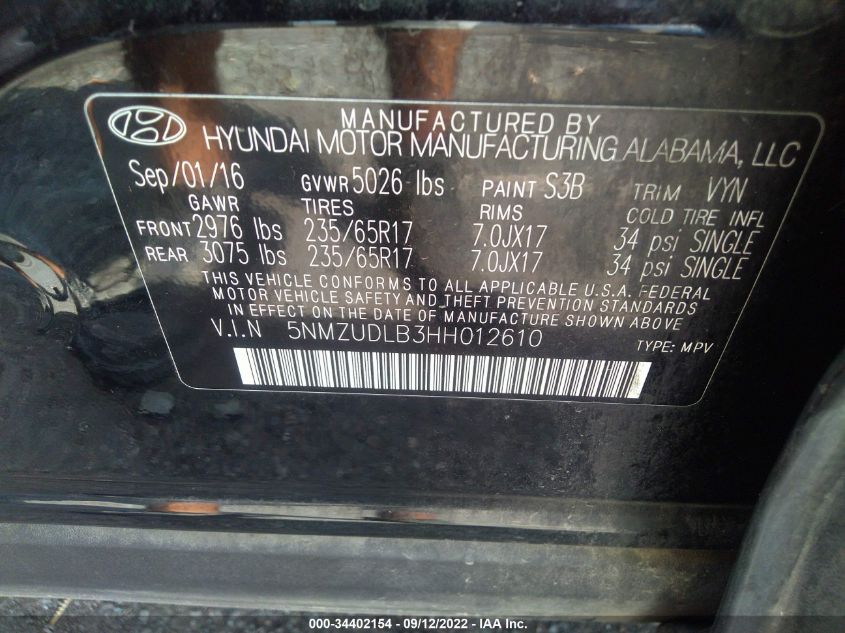 MANUFACTURED BY
HYUNDAI MOTOR MANUFACTURING ALABAMA, LLC
Sep/01/16 GVWR 5026 lbs PAINT S3B TRIM VYN
GAWR TIRES RIMS COLD TIRE INFL
FRONT 2976 lbs 235/65R17 7.0JX17 34 psi SINGLE
REAR 3075 lbs 235/65R17 7.0JX17 34 psi SINGLE
THIS VEHICLE CONFORMS TO ALL APPLICABLE U.S.A. FEDERAL
MOTOR VEHICLE SAFETY AND THEFT PREVENTION STANDARDS
IN EFFECT ON THE DATE OF MANUFACTURE SHOWN ABOVE.
V.I.N 5NMZUDLB3HH012610 TYPE: MPV
000-34402154 - 09/12/2022 - IAA Inc.